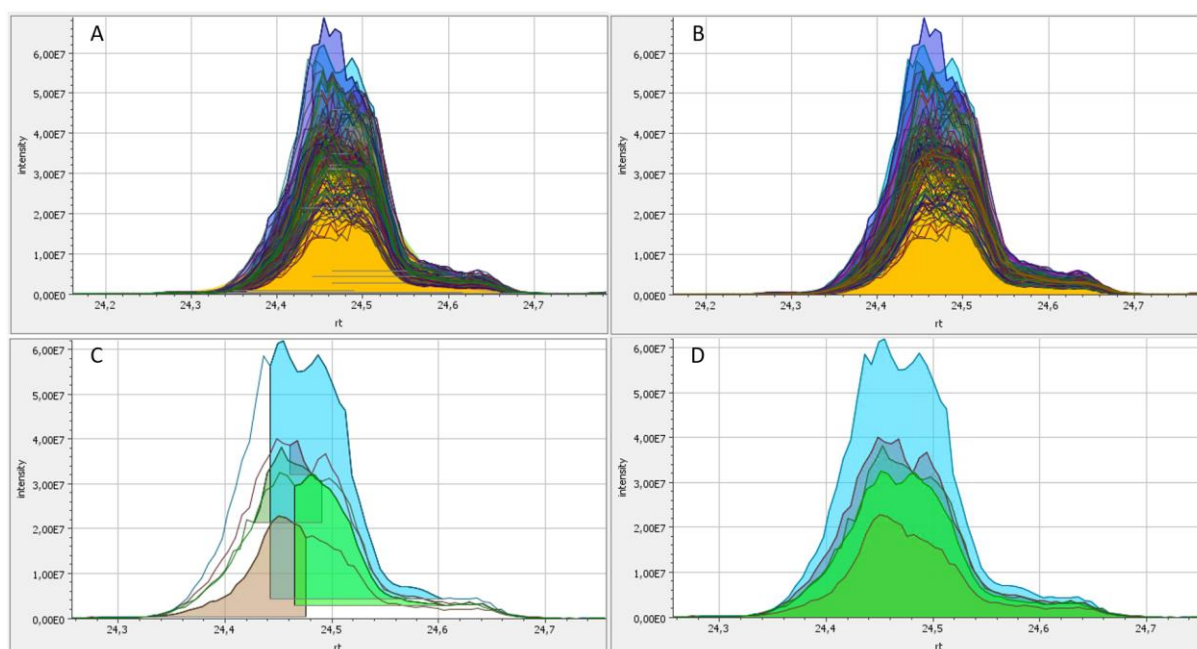 A
6,00E7
5,00E7
4,00E7
3,00E7
2,00E7
1,00E7
0,00E0
intensity
24,2
24,3
24,4
24,5
24,6
24,7
rt
B
6,00E7
5,00E7
4,00E7
3,00E7
2,00E7
1,00E7
0,00E0
intensity
24,2
24,3
24,4
24,5
24,6
24,7
rt
C
6,00E7
5,00E7
4,00E7
3,00E7
2,00E7
1,00E7
0,00E0
intensity
24,3
24,4
24,5
24,6
24,7
rt
D
6,00E7
5,00E7
4,00E7
3,00E7
2,00E7
1,00E7
0,00E0
intensity
24,3
24,4
24,5
24,6
24,7
rt